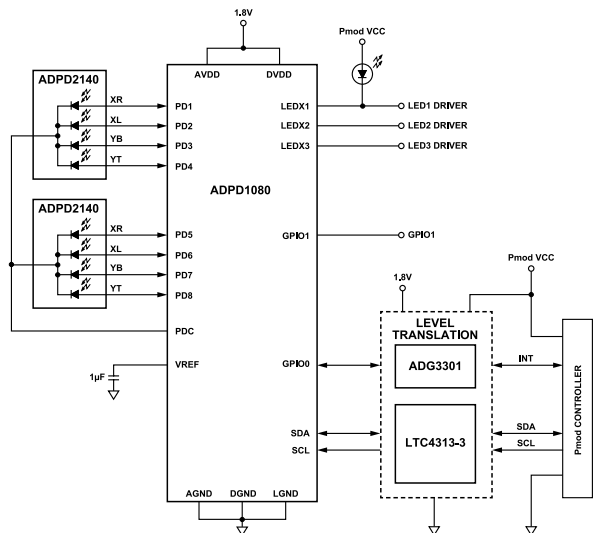 1.8V
Pmod VCC
ADPD2140
AVDD
DVDD
XR
PD1
LEDX1
LED1 DRIVER
XL
PD2
LEDX2
LED2 DRIVER
YB
PD3
LEDX3
LED3 DRIVER
YT
PD4
ADPD1080
ADPD2140
XR
PD5
GPIO1
GPIO1
XL
PD6
YB
PD7
YT
PD8
Pmod VCC
1.8V
PDC
LEVEL
TRANSLATION
VREF
GPIO0
ADG3301
INT
1µF
SDA
SDA
SCL
SCL
LTC4313-3
Pmod CONTROLLER
AGND
DGND
LGND